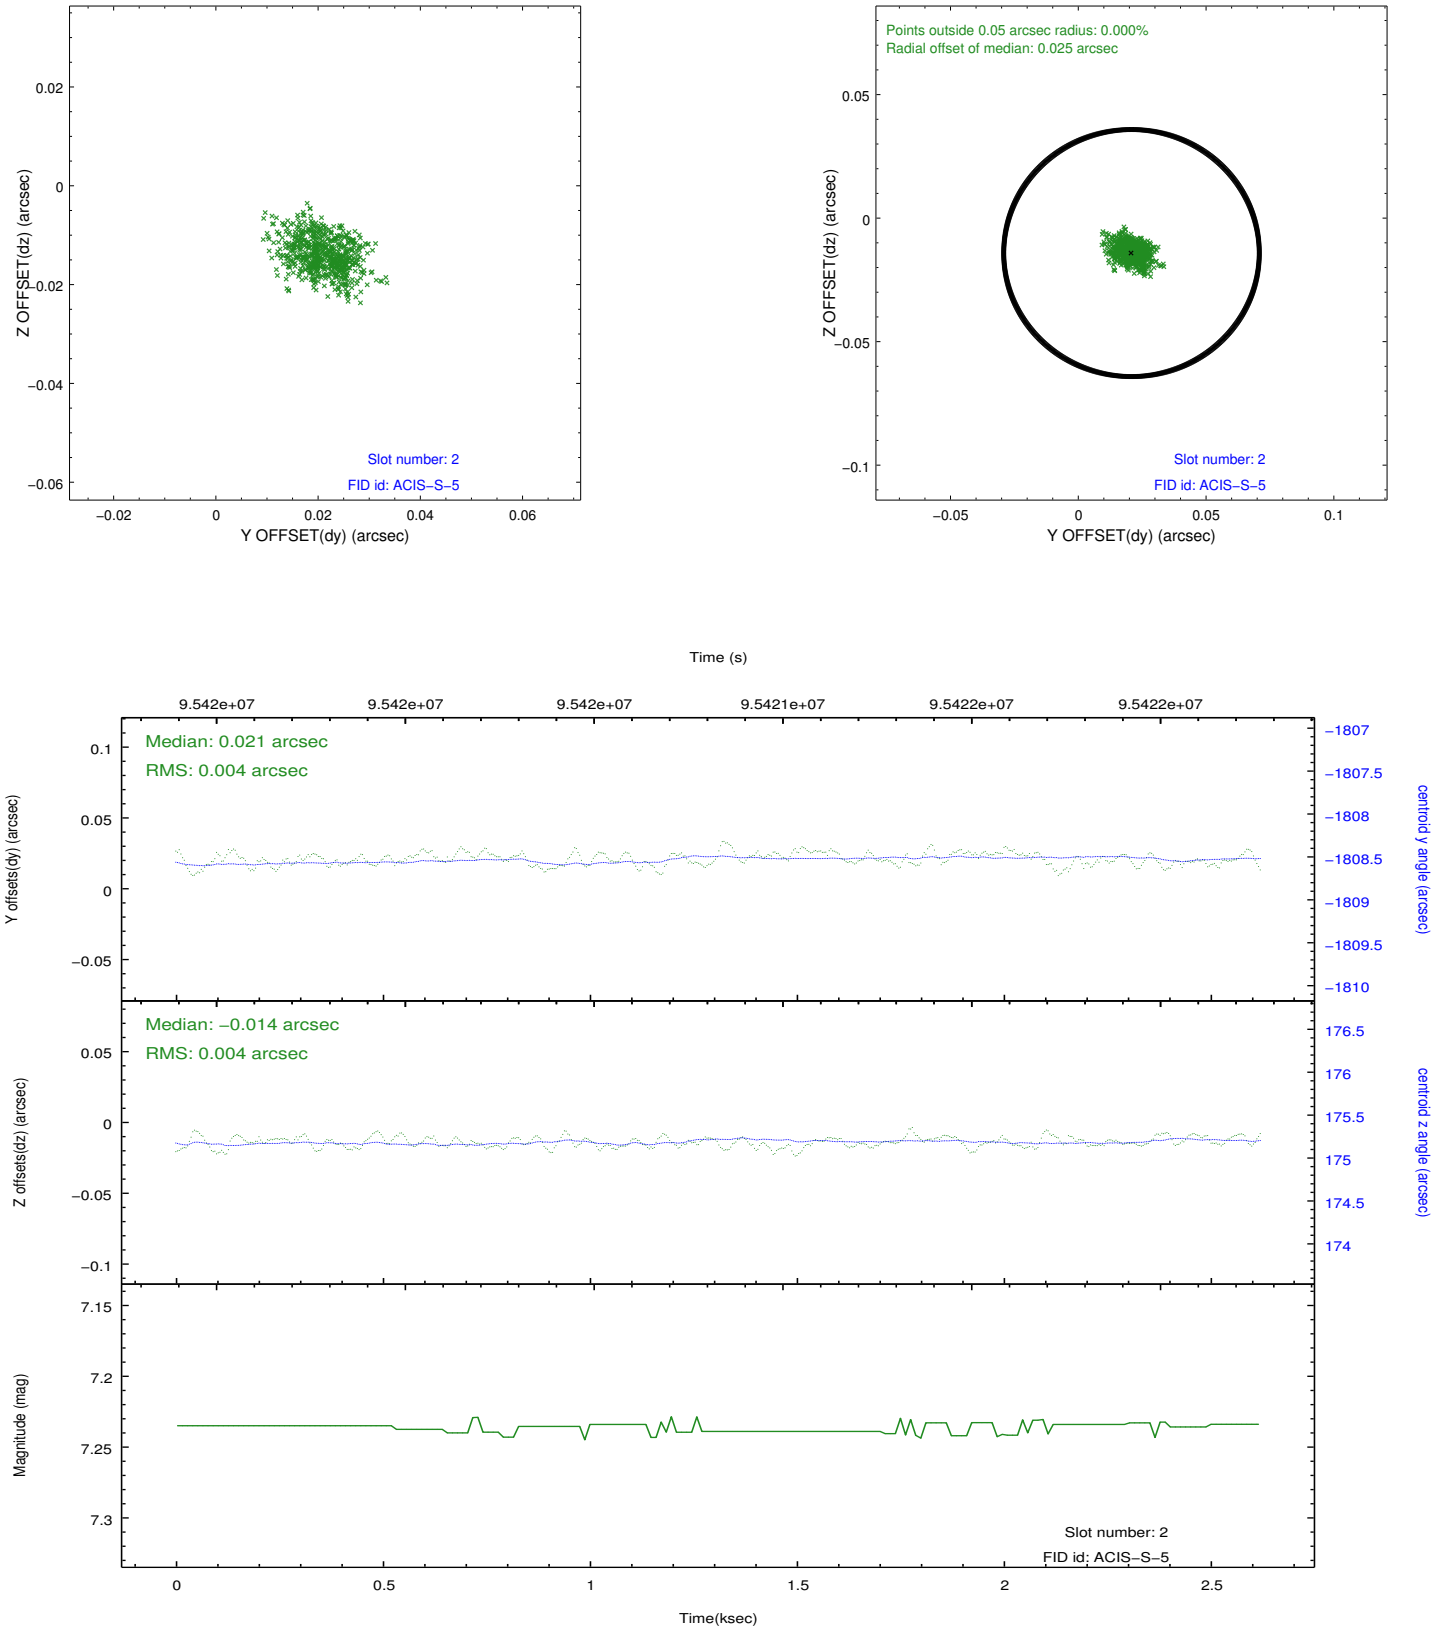 0.02
0
−0.02
−0.04
−0.06
Z OFFSET(dz) (arcsec)
Slot number: 2
FID id: ACIS−S−5
−0.02
0
0.02
0.04
0.06
Y OFFSET(dy) (arcsec)
Points outside 0.05 arcsec radius: 0.000%
Radial offset of median: 0.025 arcsec
0.05
0
−0.05
−0.1
Z OFFSET(dz) (arcsec)
Slot number: 2
FID id: ACIS−S−5
−0.05
0
0.05
0.1
Y OFFSET(dy) (arcsec)
Time (s)
9.542e+07
9.542e+07
9.542e+07
9.5421e+07
9.5422e+07
9.5422e+07
Median: 0.021 arcsec
RMS: 0.004 arcsec
0.1
0.05
0
−0.05
Y offsets(dy) (arcsec)
−1807
−1807.5
−1808
−1808.5
−1809
−1809.5
−1810
centroid y angle (arcsec)
Median: −0.014 arcsec
RMS: 0.004 arcsec
0.05
0
−0.05
−0.1
Z offsets(dz) (arcsec)
176.5
176
175.5
175
174.5
174
centroid z angle (arcsec)
7.15
7.2
7.25
7.3
Magnitude (mag)
Slot number: 2
FID id: ACIS−S−5
0
0.5
1
1.5
2
2.5
Time(ksec)